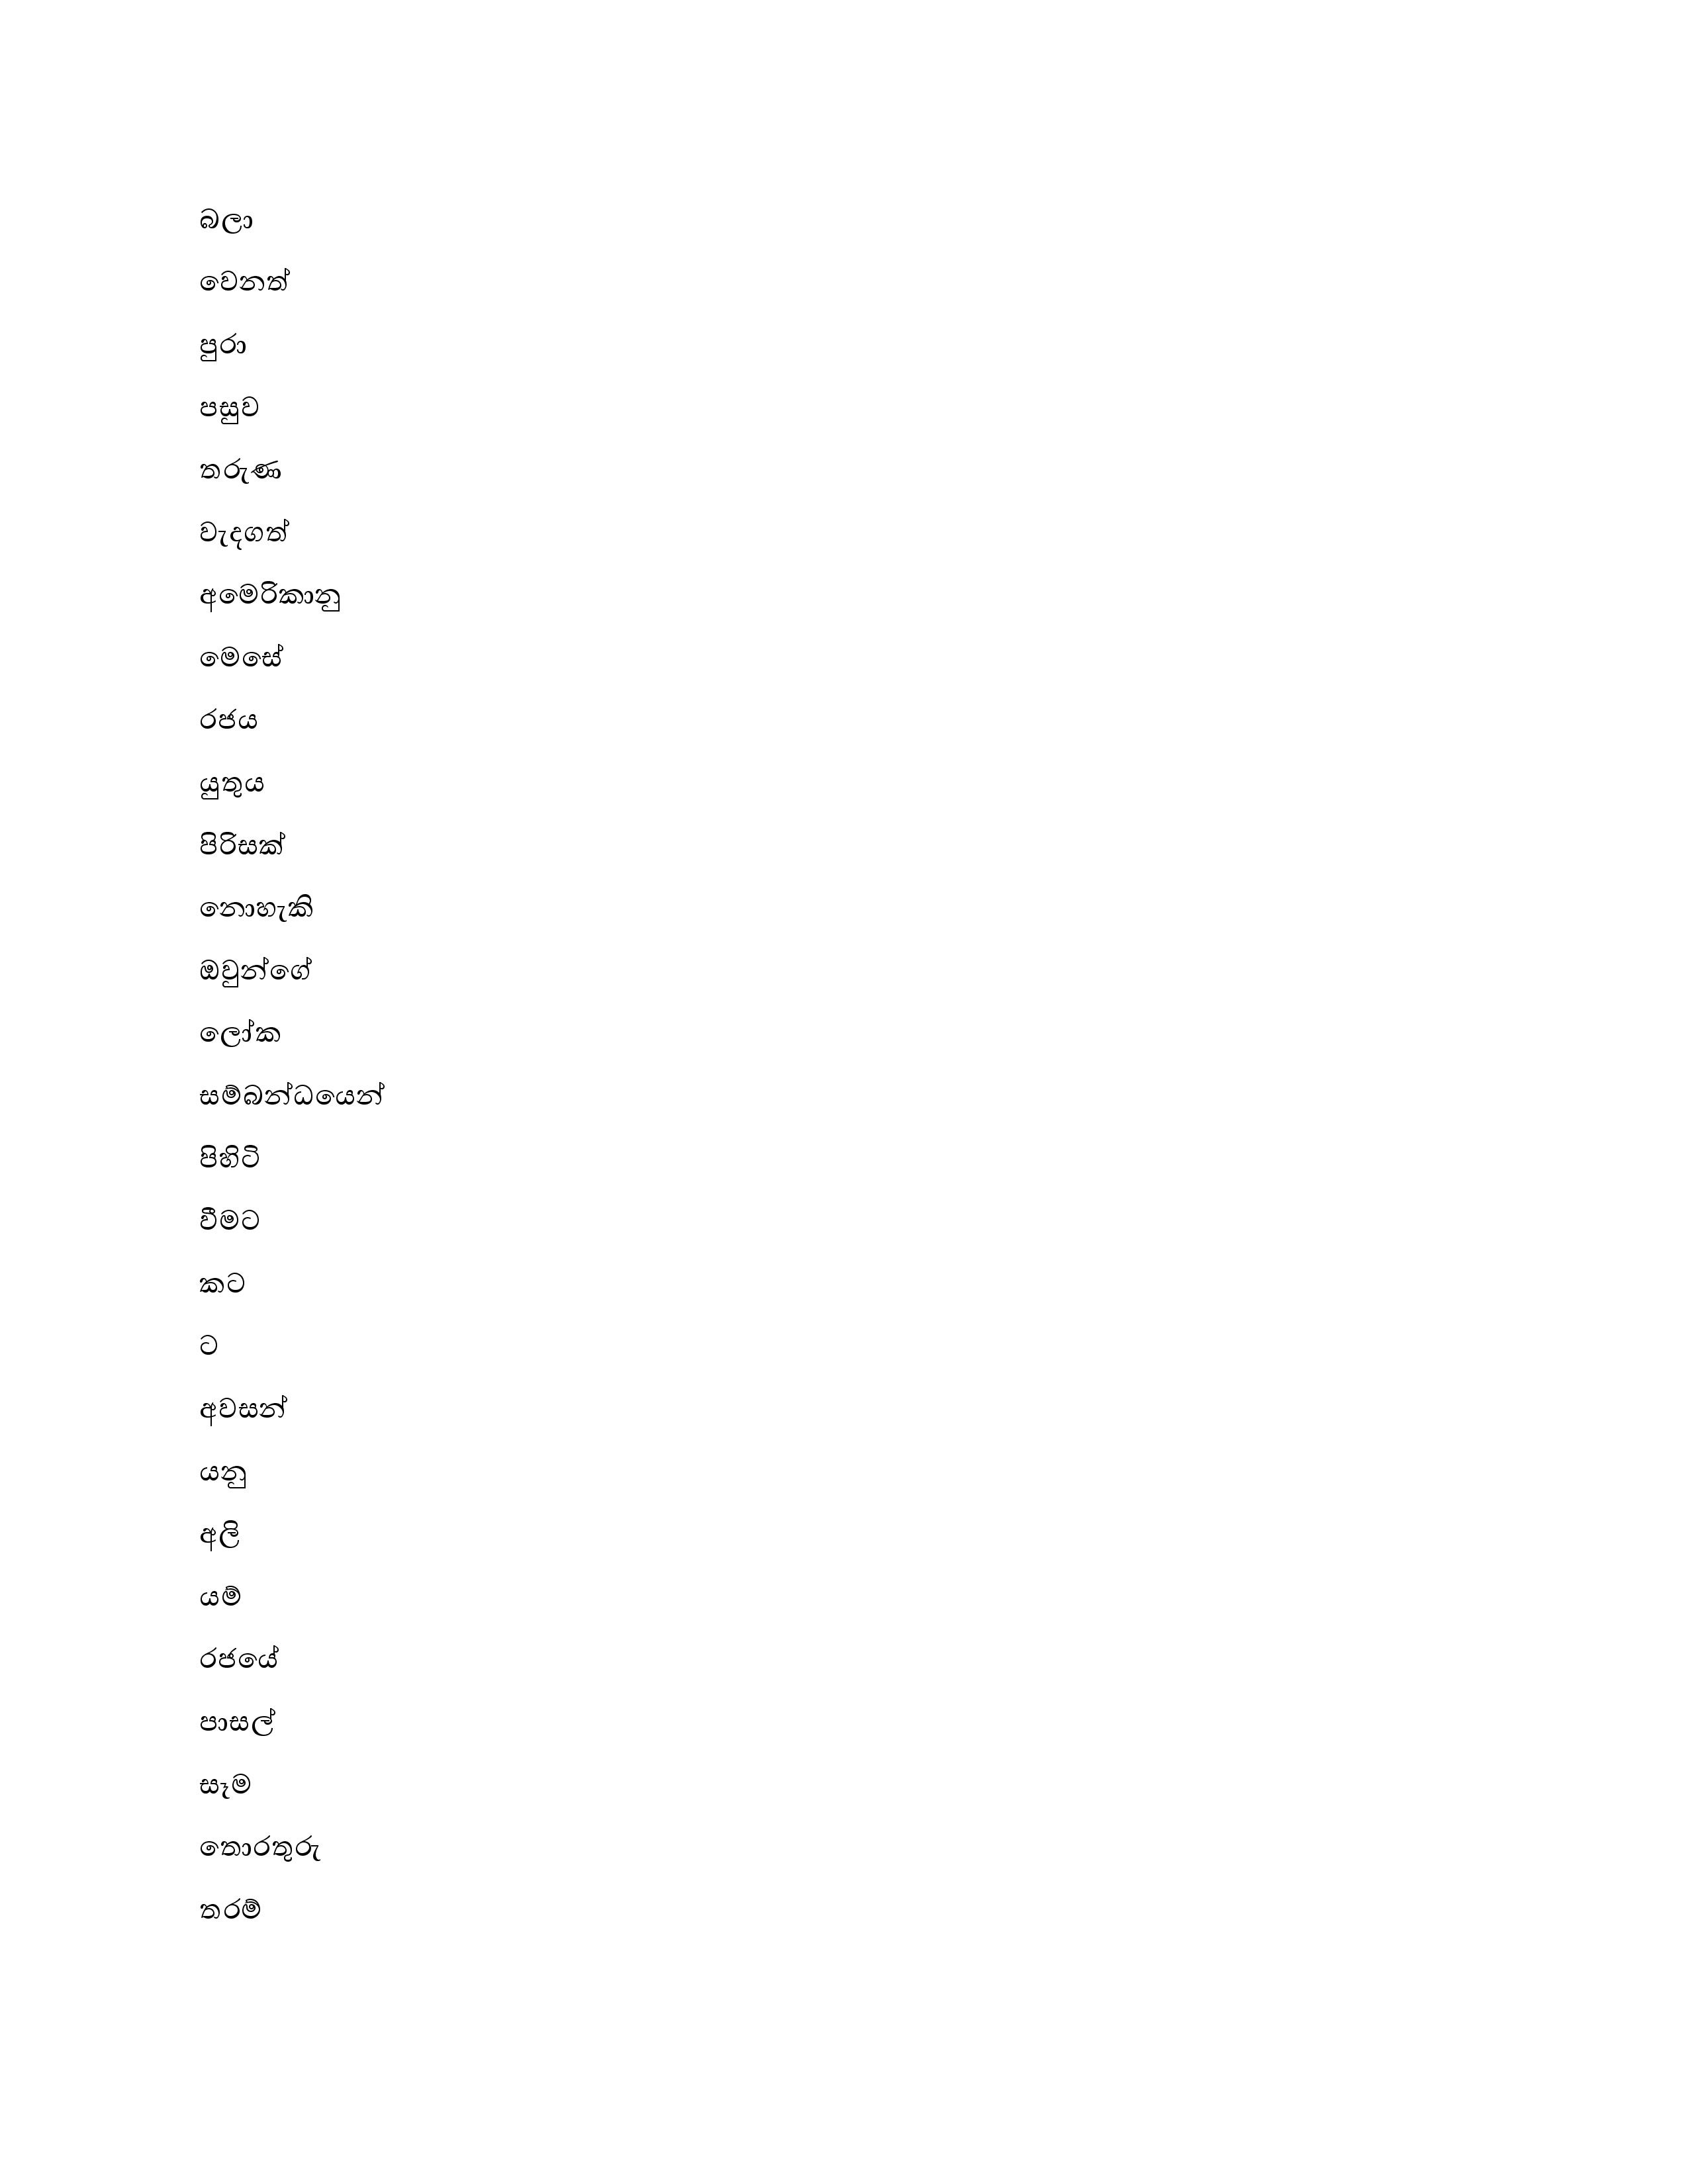 බලා
වෙනත්
පුරා
පසුව
තරුණ
වැදගත්
අමෙරිකානු
මෙසේ
රජය
යුතුය
පිරිසක්
නොහැකි
ඔවුන්ගේ
ලෝක
සම්බන්ධයෙන්
පිහිටි
වීමට
කට
ට
අවසන්
යනු
අලි
යම්
රජයේ
පාසල්
සෑම
තොරතුරු
තරම්